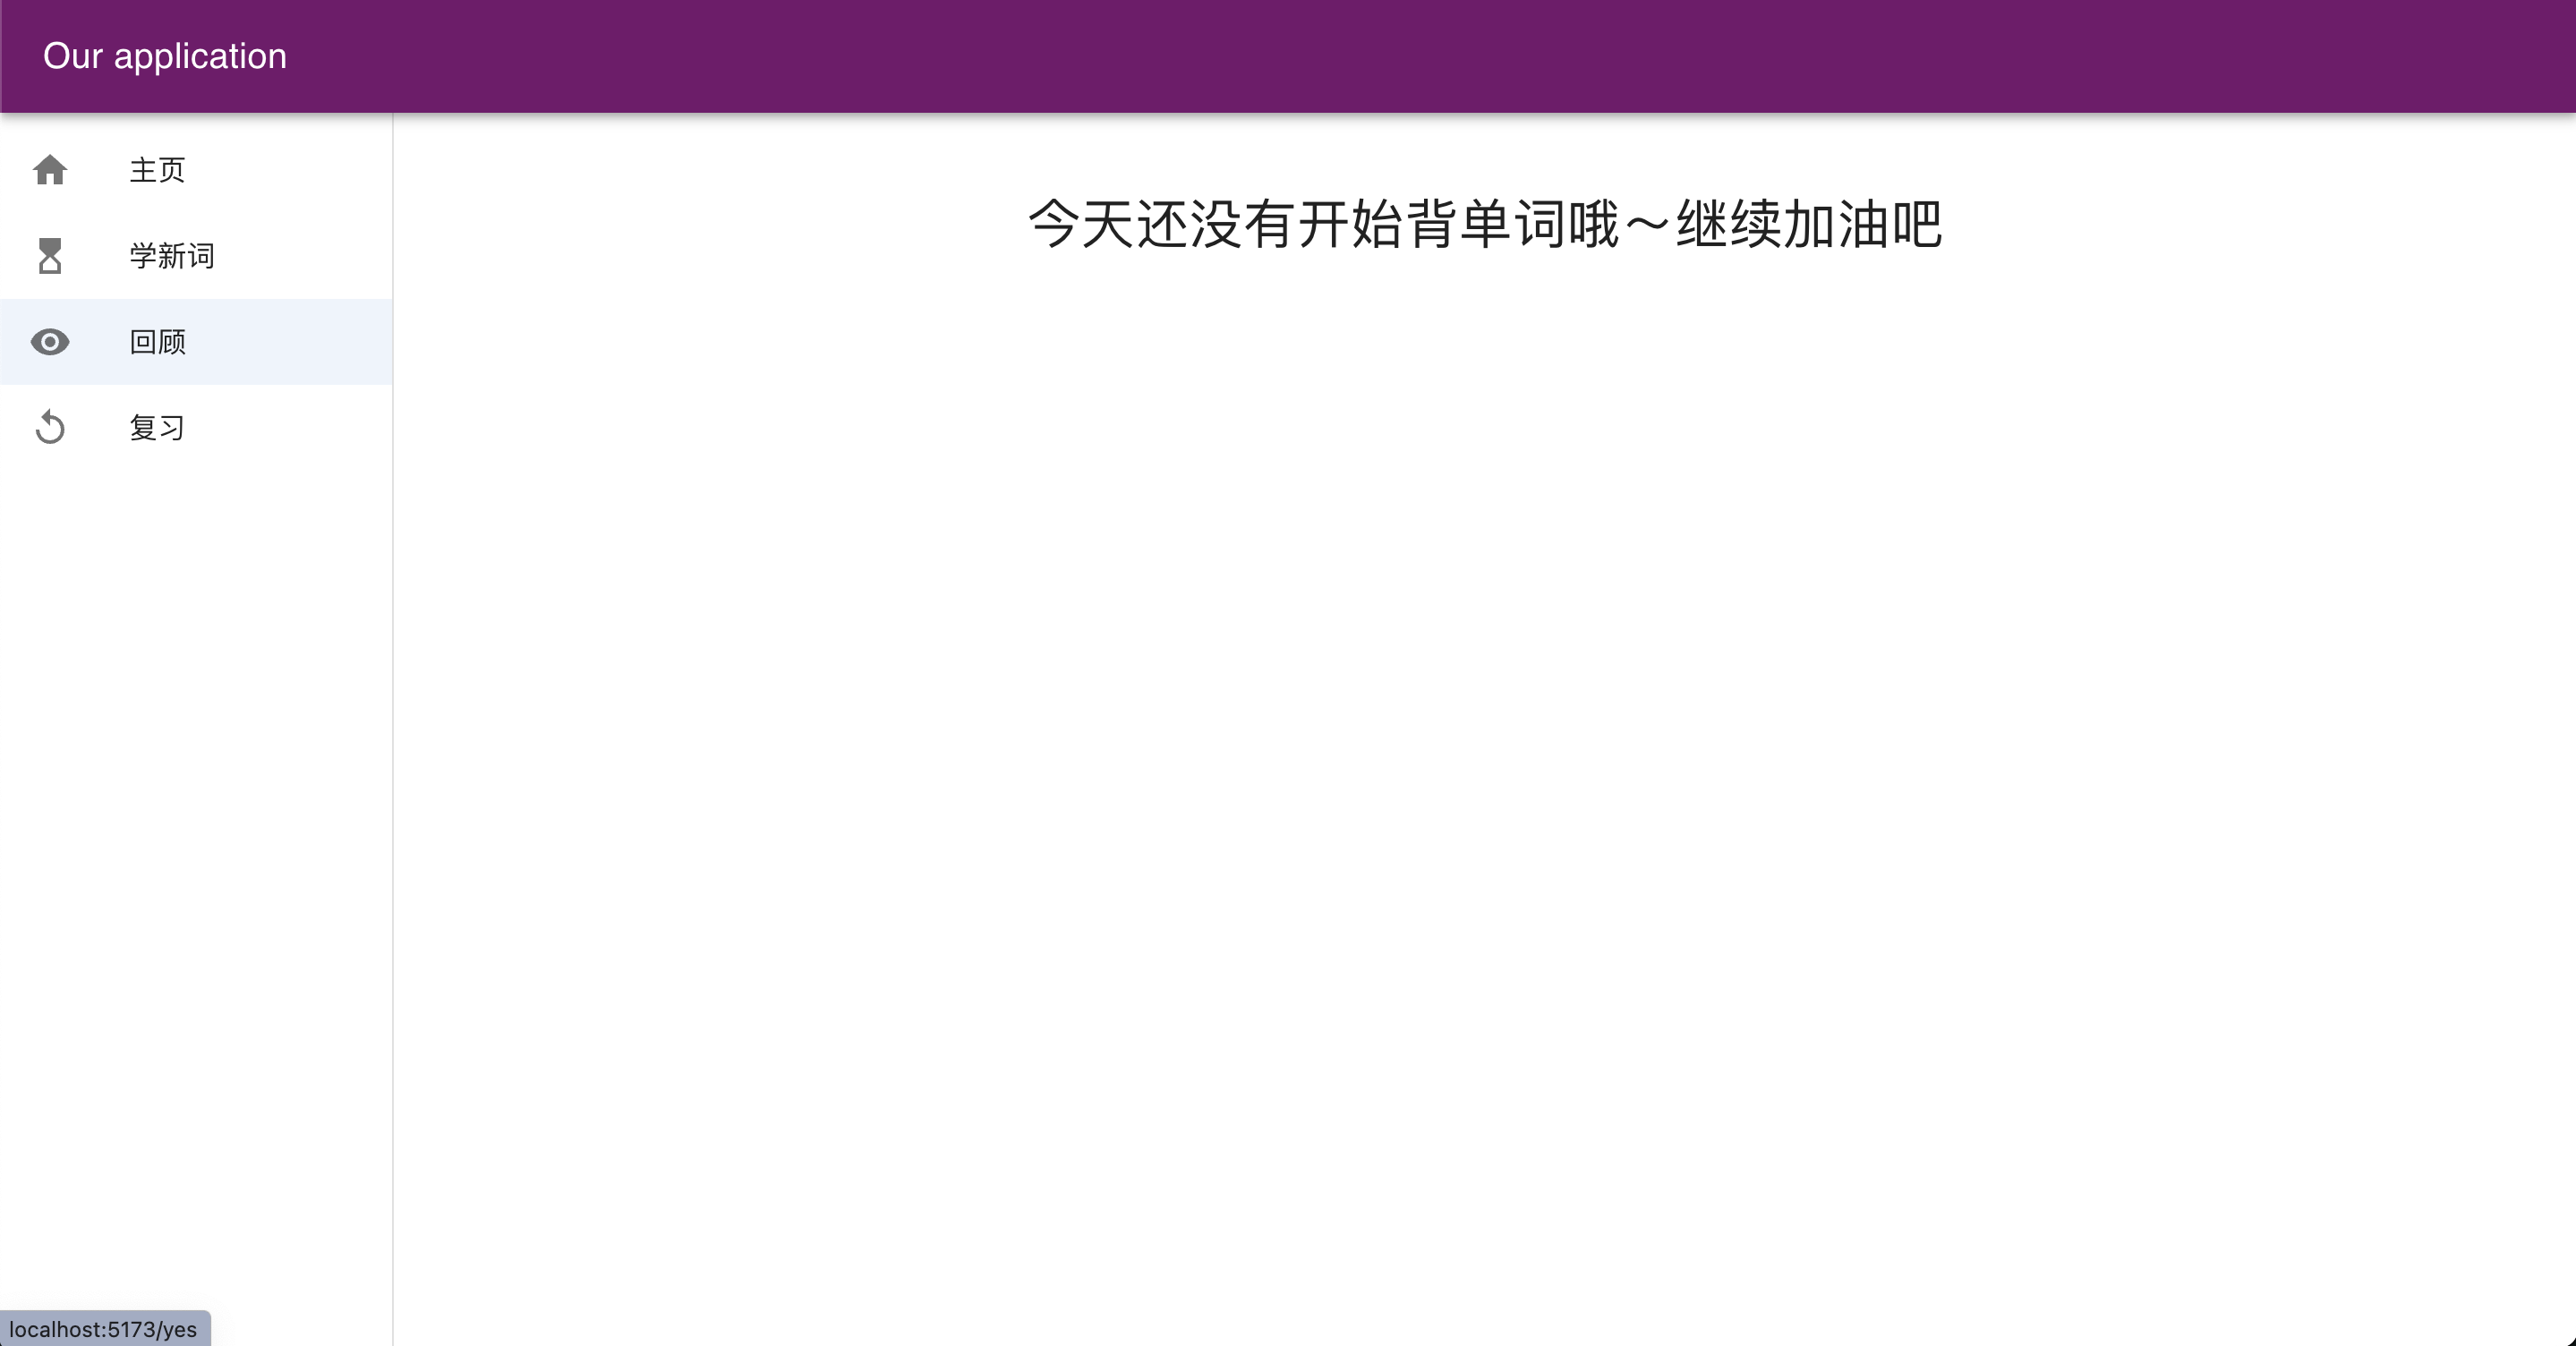 Our application
主页
学新词
回顾
复习
今天还没有开始背单词哦～继续加油吧
localhost:5173/yes